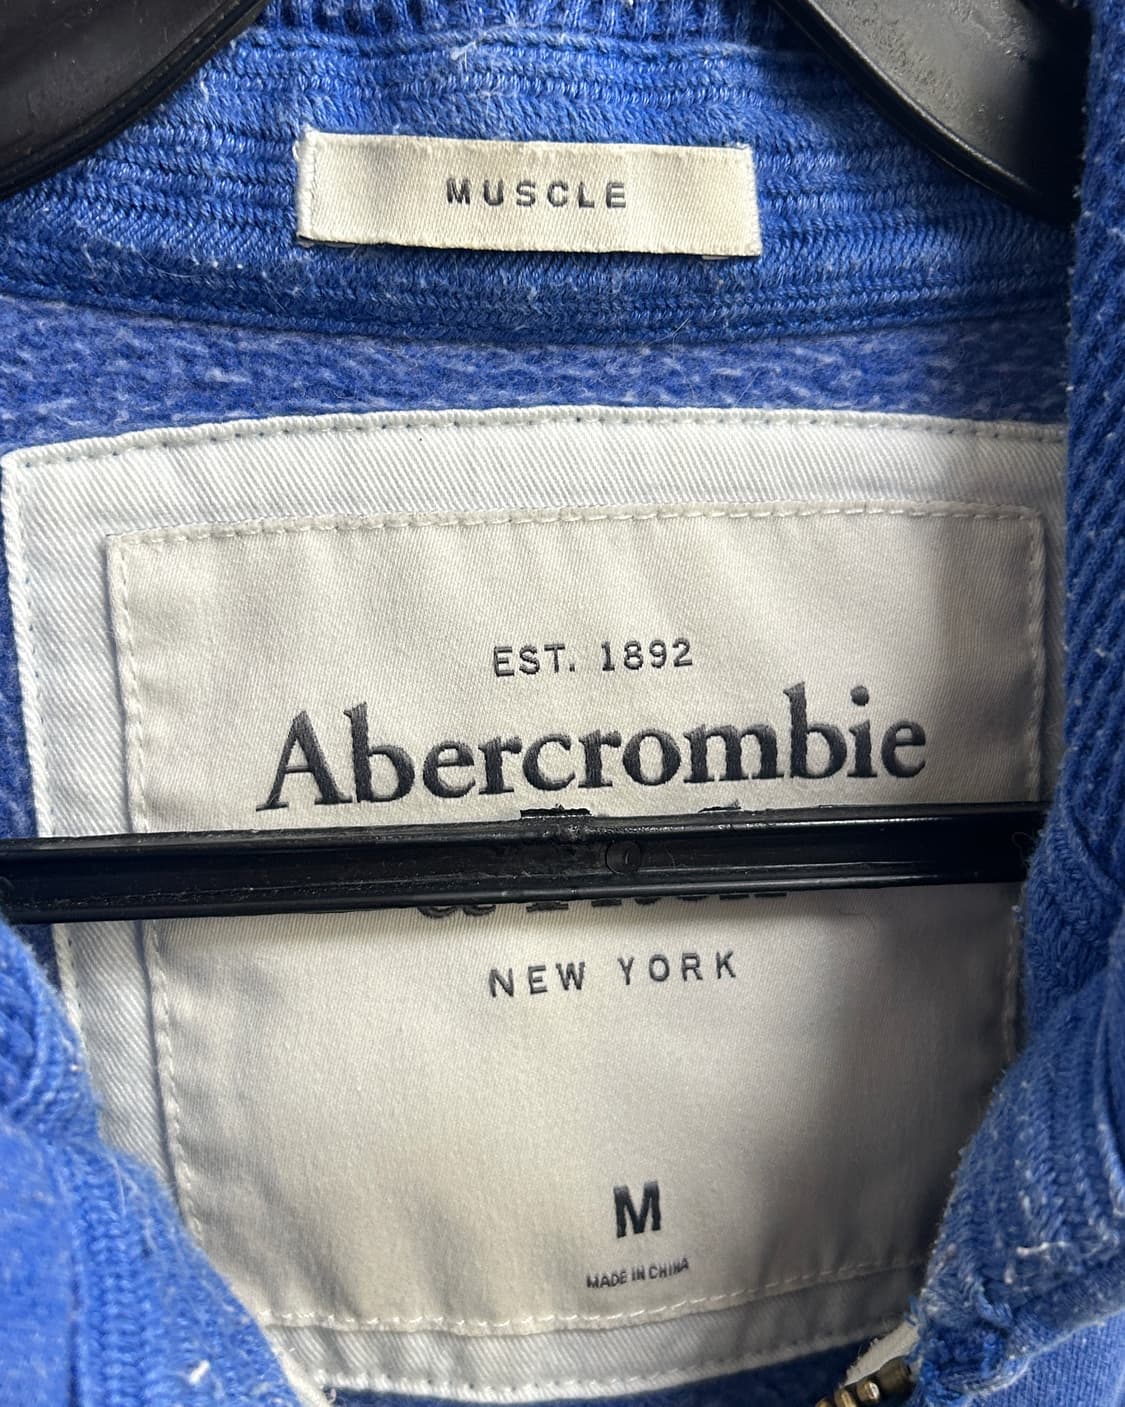 MUSCLE
EST. 1892
Abercrombie
NEW YORK
M
MADE IN CHINA